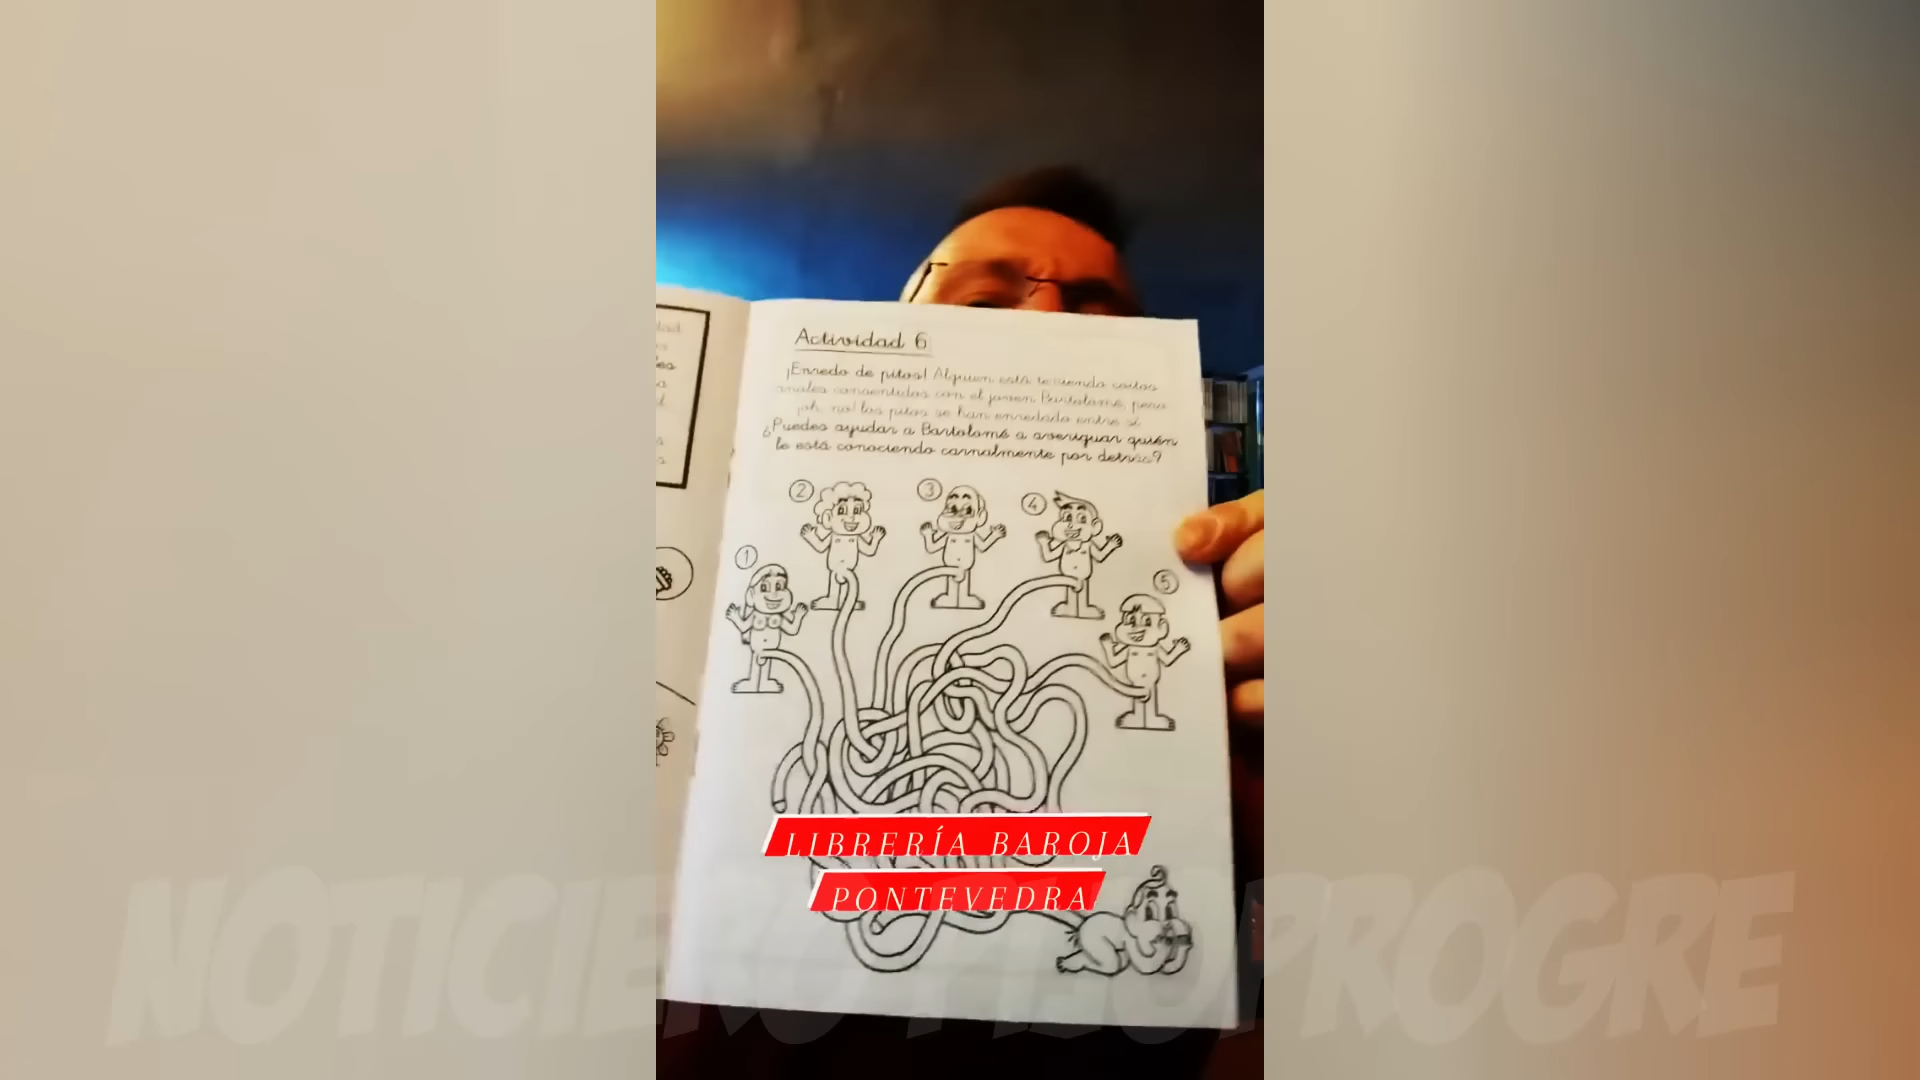 Actividad 6
¡Enredo de pitos! Alguien está teniendo coitos
anales consentidos con el joven Bartolomé, pero
¡oh, no! los pitos se han enredado entre sí.
¿Puedes ayudar a Bartolomé a averiguar quién
le está conociendo carnalmente por detrás?
2
3
4
1
5
LIBRERÍA BAROJA
PONTEVEDRA